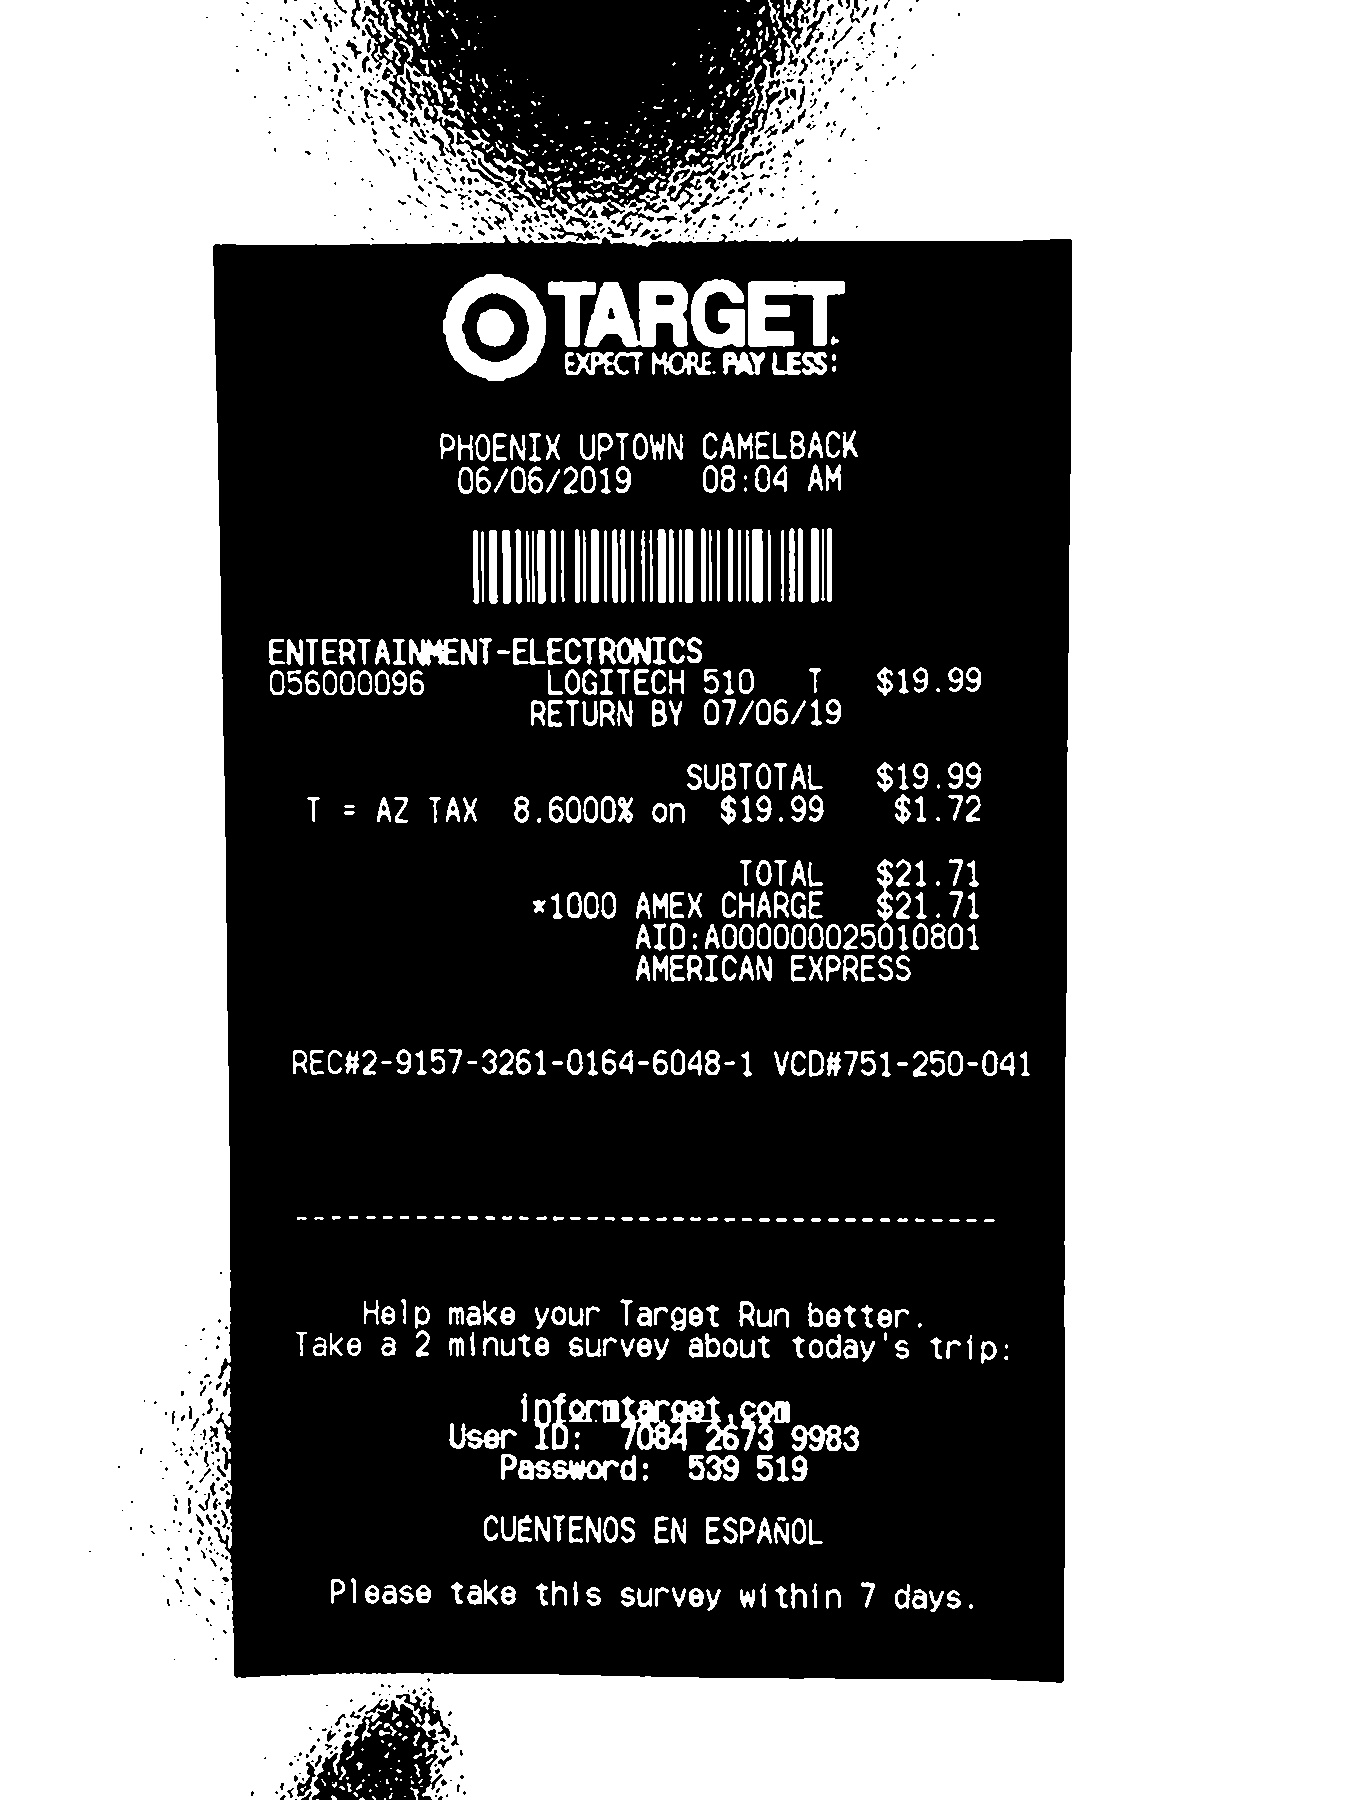 TARGET
EXPECT MORE. PAY LESS.
PHOENIX UPTOWN CAMELBACK
06/06/2019 08:04 AM
ENTERTAINMENT-ELECTRONICS
056000096 LOGITECH 510 T $19.99
RETURN BY 07/06/19
SUBTOTAL $19.99
T = AZ TAX 8.6000% on $19.99 $1.72
TOTAL $21.71
*1000 AMEX CHARGE $21.71
AID:A000000025010801
AMERICAN EXPRESS
REC#2-9157-3261-0164-6048-1 VCD#751-250-041
Help make your Target Run better.
Take a 2 minute survey about today's trip:
informtarget.com
User ID: 7084 2673 9983
Password: 539 519
CUÉNTENOS EN ESPAÑOL
Please take this survey within 7 days.